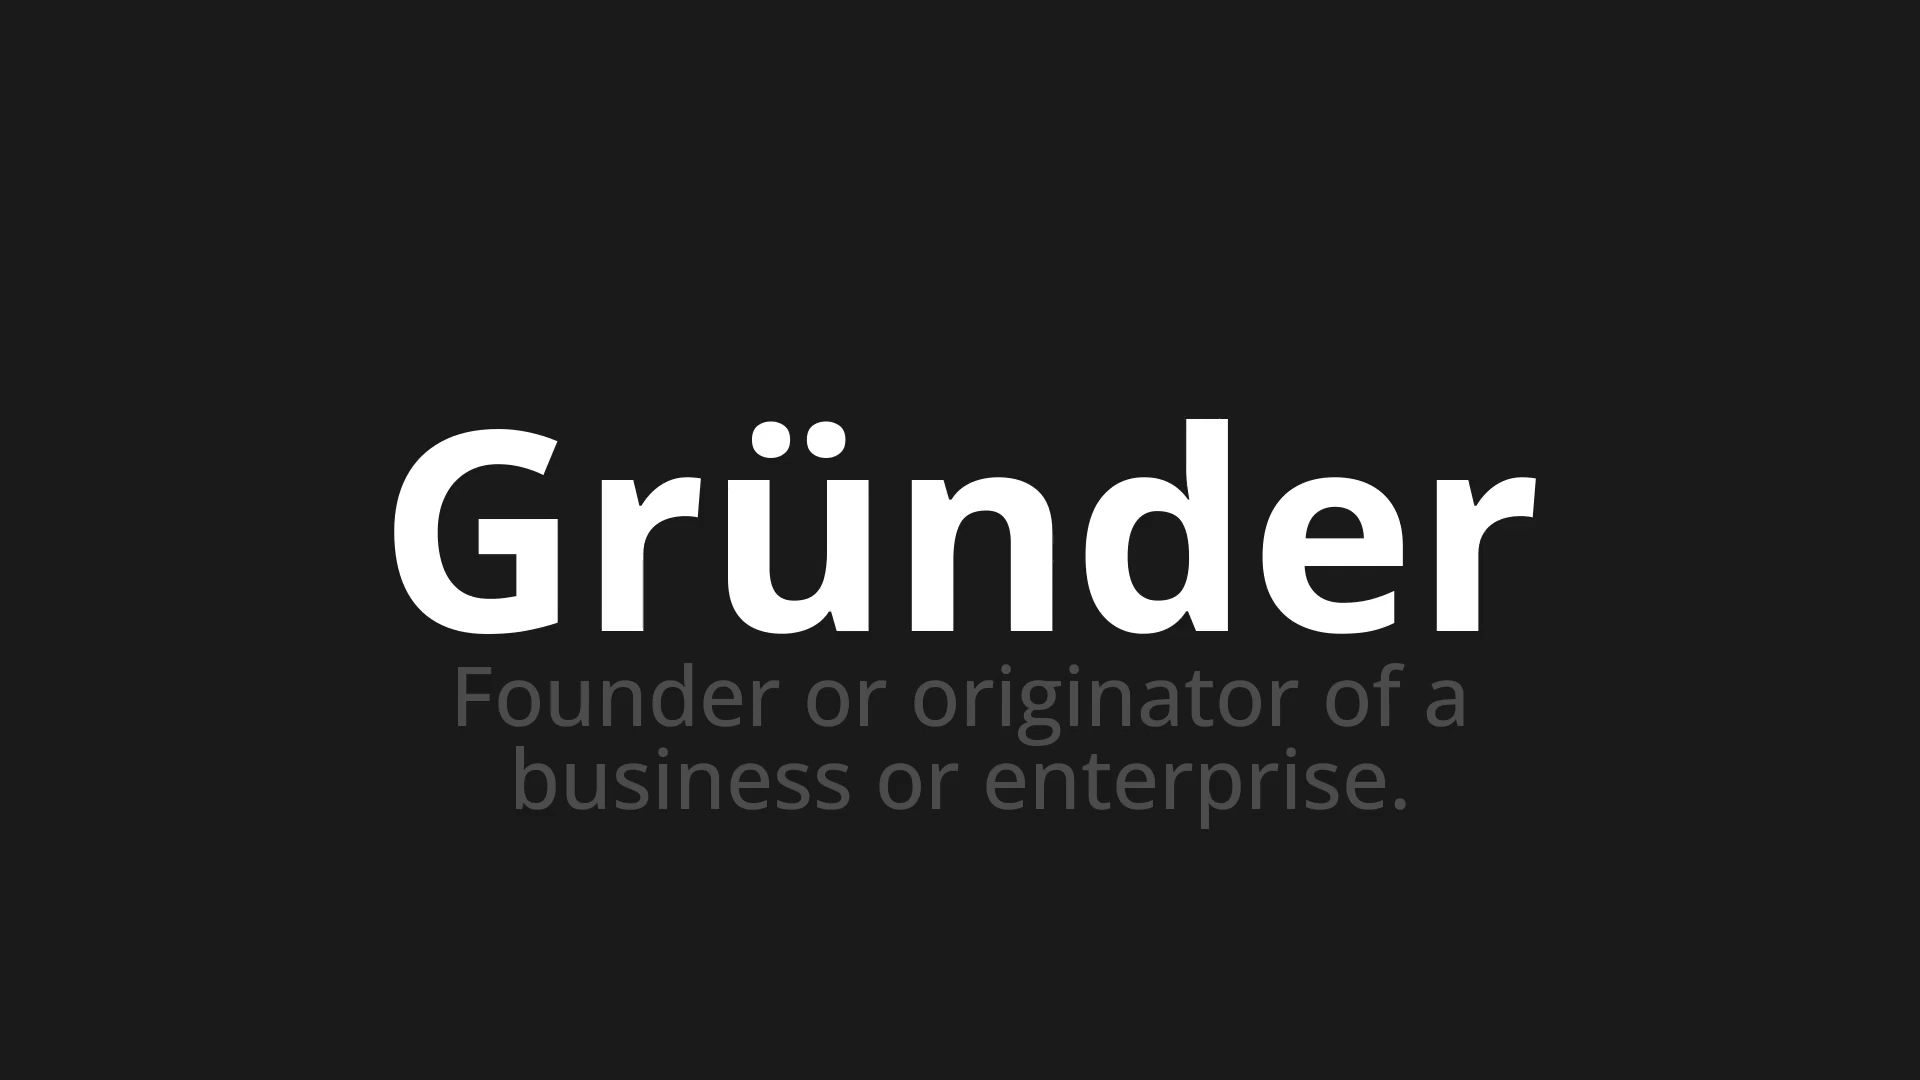 Gründer
Founder or originator of a
business or enterprise.